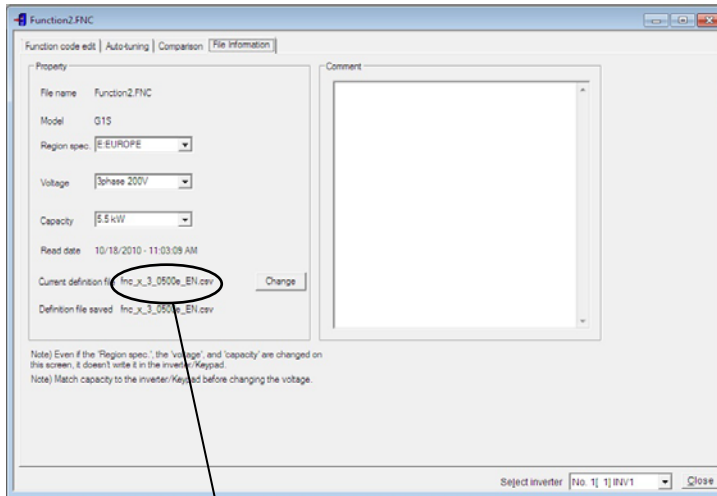 Function2.FNC
Function code edit Auto-tuning Comparison File Information
Property
File name Function2.FNC
Model G1S
Region spec. E:EUROPE
Voltage 3phase 200V
Capacity 5.5 kW
Read date 10/18/2010 - 11:03:09 AM
Current definition file fnc_x_3_0500e_EN.csv Change
Definition file saved fnc_x_3_0500e_EN.csv
Comment
Note) Even if the 'Region spec.', the 'voltage', and 'capacity' are changed on
this screen, it doesn't write it in the inverter/Keypad.
Note) Match capacity to the inverter/Keypad before changing the voltage.
Select inverter No. 1[ 1] INV1 Close